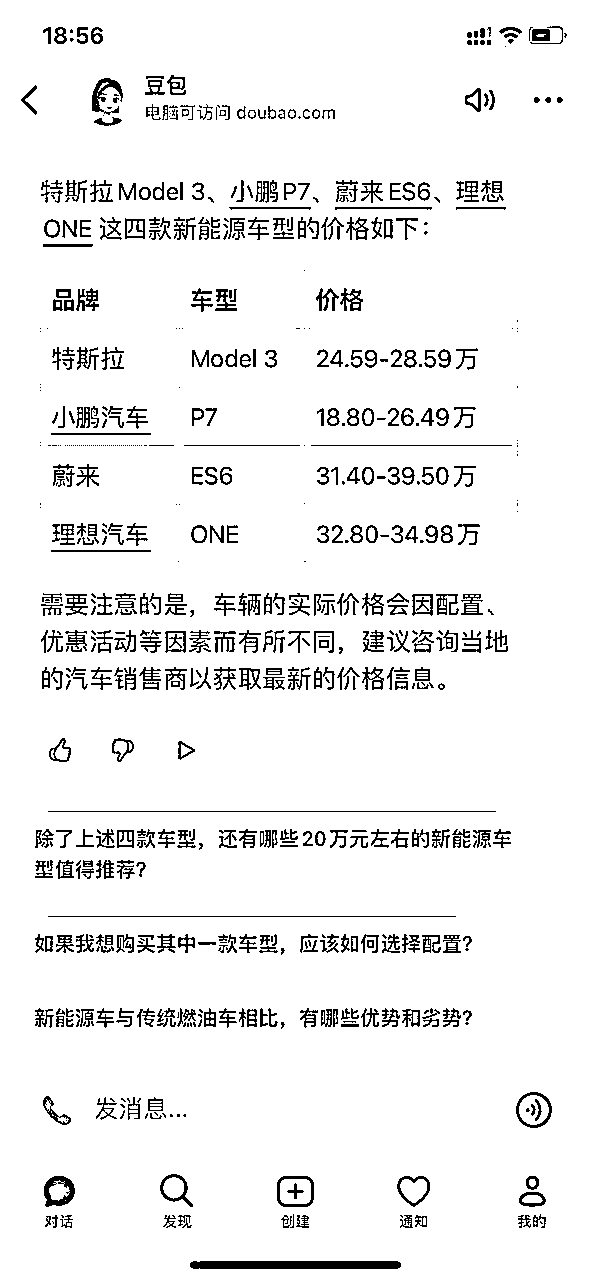 18:56
豆包
电脑可访问 doubao.com
特斯拉Model 3、小鹏P7、蔚来ES6、理想
ONE 这四款新能源车型的价格如下：
品牌 车型 价格
特斯拉 Model 3 24.59-28.59万
小鹏汽车 P7 18.80-26.49万
蔚来 ES6 31.40-39.50万
理想汽车 ONE 32.80-34.98万
需要注意的是，车辆的实际价格会因配置、
优惠活动等因素而有所不同，建议咨询当地
的汽车销售商以获取最新的价格信息。
除了上述四款车型，还有哪些20万元左右的新能源车
型值得推荐？
如果我想购买其中一款车型，应该如何选择配置？
新能源车与传统燃油车相比，有哪些优势和劣势？
发消息...
对话 发现 创建 通知 我的